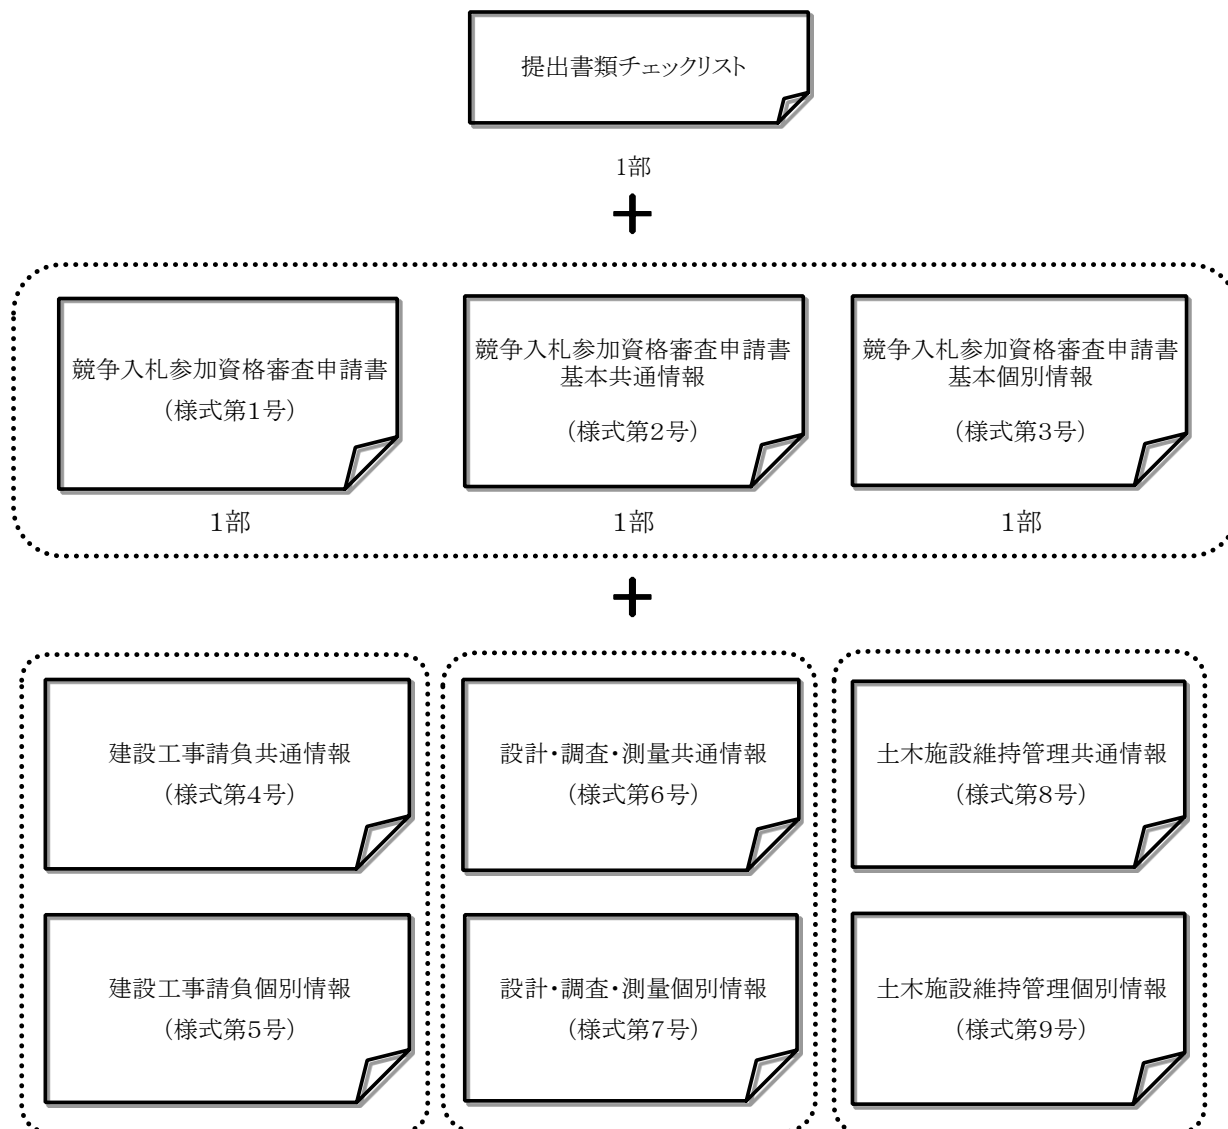 提出書類チェックリスト
1部
＋
競争入札参加資格審査申請書
（様式第1号）
1部
競争入札参加資格審査申請書
基本共通情報
（様式第2号）
1部
競争入札参加資格審査申請書
基本個別情報
（様式第3号）
1部
＋
建設工事請負共通情報
（様式第4号）
建設工事請負個別情報
（様式第5号）
設計・調査・測量共通情報
（様式第6号）
設計・調査・測量個別情報
（様式第7号）
土木施設維持管理共通情報
（様式第8号）
土木施設維持管理個別情報
（様式第9号）